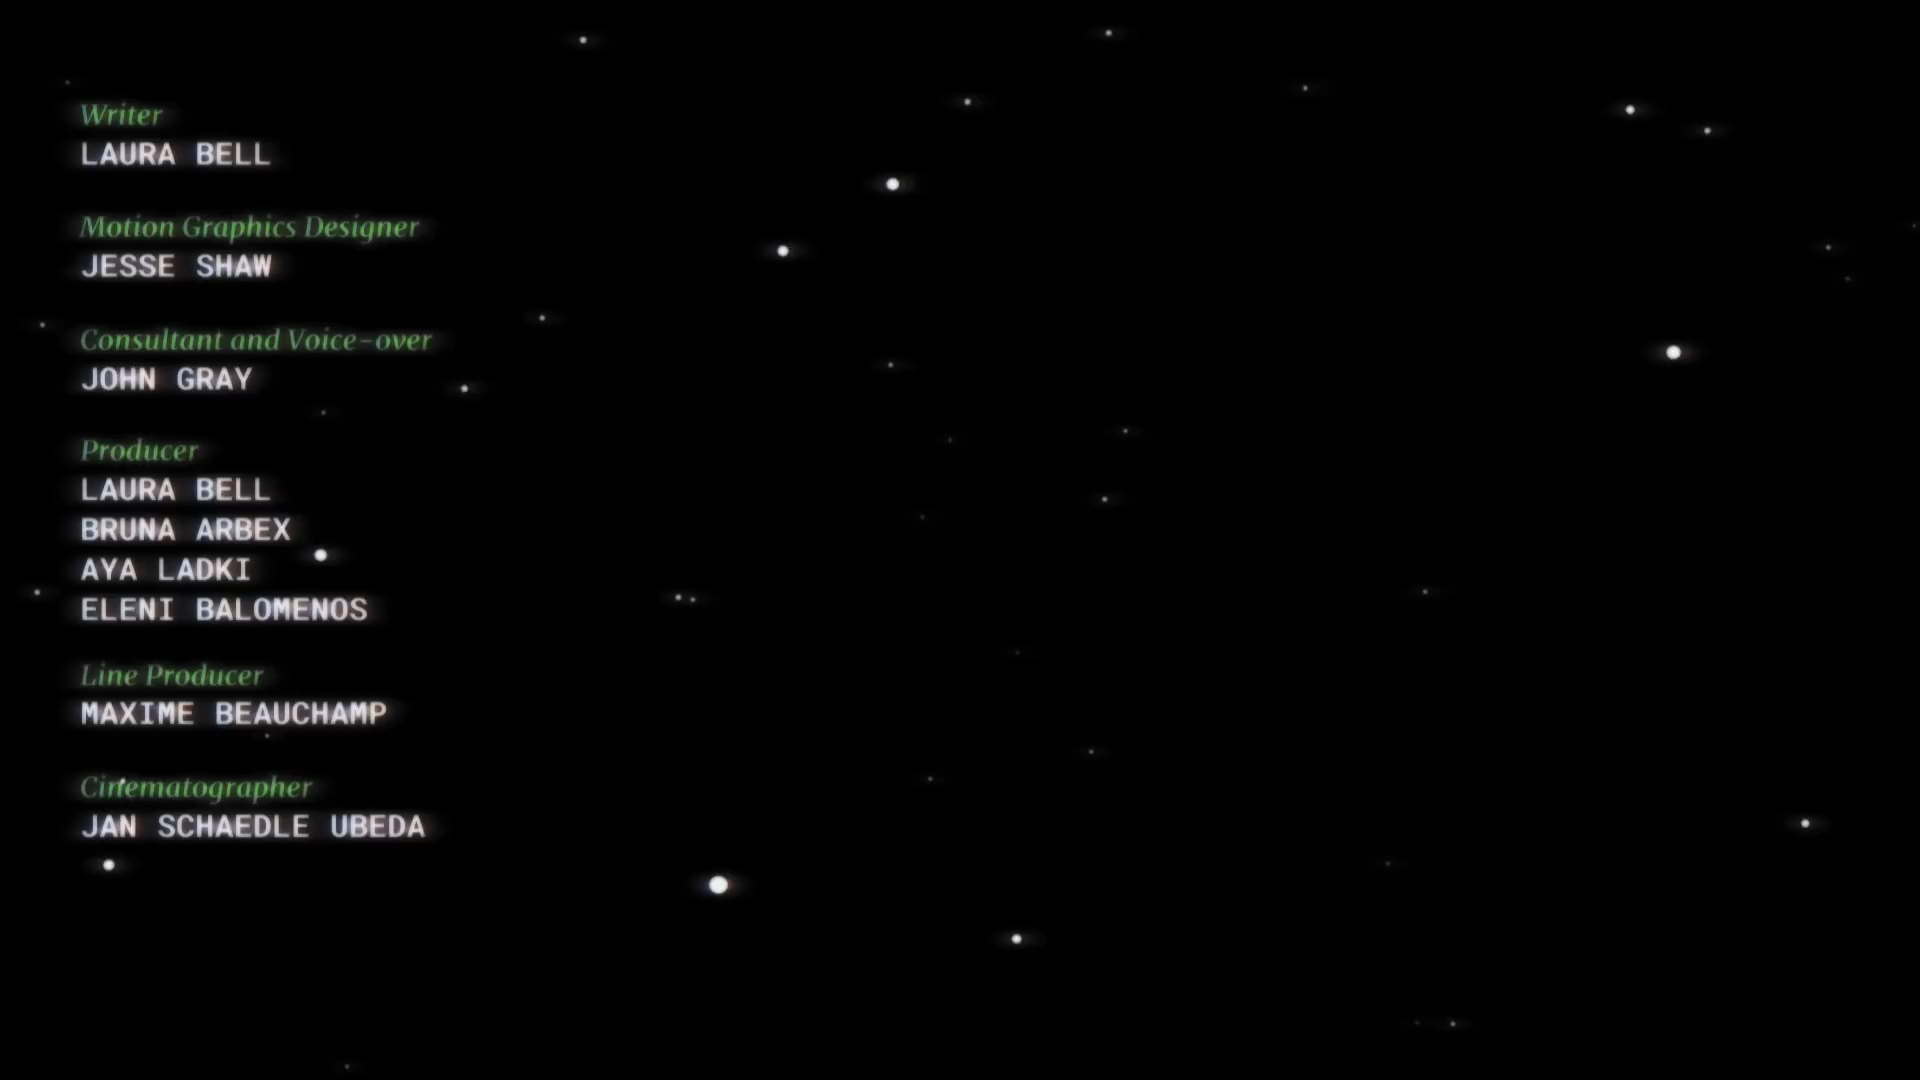 Writer
LAURA BELL
Motion Graphics Designer
JESSE SHAW
Consultant and Voice-over
JOHN GRAY
Producer
LAURA BELL
BRUNA ARBEX
AYA LADKI
ELENI BALOMENOS
Line Producer
MAXIME BEAUCHAMP
Cinematographer
JAN SCHAEDLE UBEDA